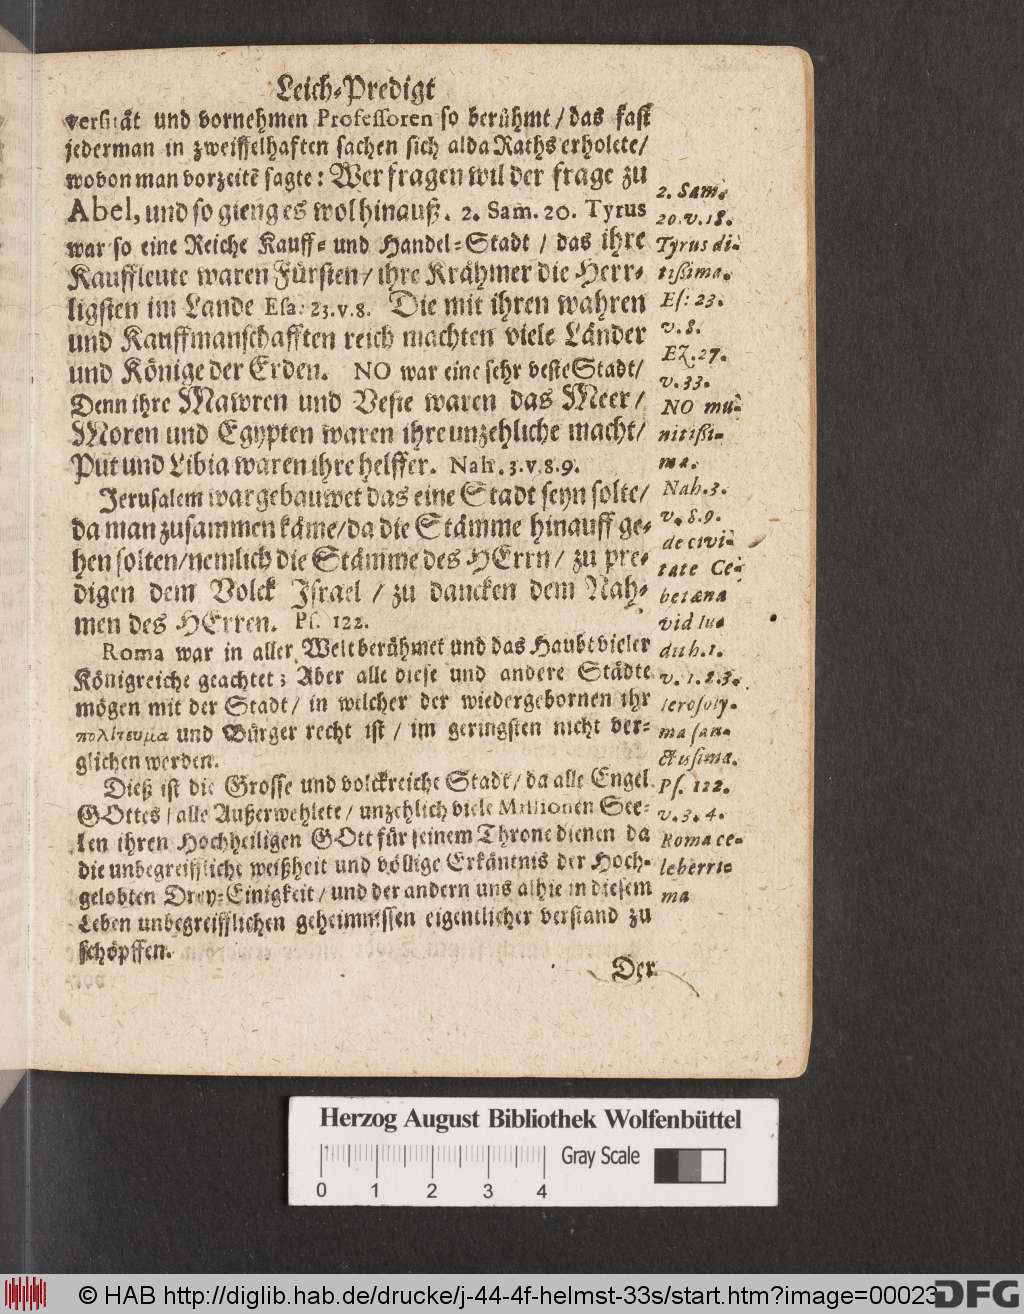 Leich-Predigt
versität und vornehmen Professoren so berühmt / das fast
jederman in zweiffelhaften sachen sich alda Raths erholete /
wovon man vorzeitẽ sagte: Wer fragen wil der frage zu
Abel, und so gieng es wol hinauß. 2. Sam. 20. Tyrus
war so eine Reiche Kauff- und Handel-Stadt / das ihre
Kauffleute waren Fürsten / ihre Krähmer die Herr-
ligsten im Lande Esa. 23. v. 8. Die mit ihren wahren
und Kauffmanschafften reich machten viele Länder
und Könige der Erden. NO war eine sehr veste Stadt /
Denn ihre Mawren und Veste waren das Meer /
Moren und Egypten waren ihre unzehliche macht /
Put und Libia waren ihre helffer. Nah. 3. v. 8. 9.
Jerusalem war gebauwet das eine Stadt seyn solte /
da man zusammen käme / da die Stämme hinauff ge-
hen solten / nemlich die Stämme des HErrn / zu pre-
digen dem Volck Israel / zu dancken dem Nah-
men des HErren. Ps. 122.
Roma war in aller Welt berühmet und das Haubt vieler
Königreiche geachtet; Aber alle diese und andere Städte
mögen mit der Stadt / in welcher der wiedergebornen ihr
πολίτευμα und Bürger recht ist / im geringsten nicht ver-
glichen werden.
Dieß ist die Grosse und volckreiche Stadt / da alle Engel
GOttes / alle Außerwehlete / unzehlich viele Millionen See-
len ihren Hochheiligen GOtt für seinem Throne dienen da
die unbegreiffliche weißheit und völlige Erkäntnis der Hoch-
gelobten Drey-Einigkeit / und der andern uns alhie in diesem
Leben unbegreifflichen geheimnissen eigentlicher verstand zu
schöpffen.
Der
2. Sam.
20. v. 18.
Tyrus di-
tißima.
Es: 23.
v. 8.
Ez. 27.
v. 33.
NO mu-
nitißi-
ma.
Nah. 3.
v. 8. 9.
de civi-
tate Ce-
betæna
vid lu-
duh. 1.
v. 1. 2. 3.
Ierosoly-
ma san-
ctissima.
Ps. 122.
v. 3. 4.
Roma ce-
leberrie
ma
Herzog August Bibliothek Wolfenbüttel
Gray Scale
0 1 2 3 4
© HAB http://diglib.hab.de/drucke/j-44-4f-helmst-33s/start.htm?image=00023
DFG